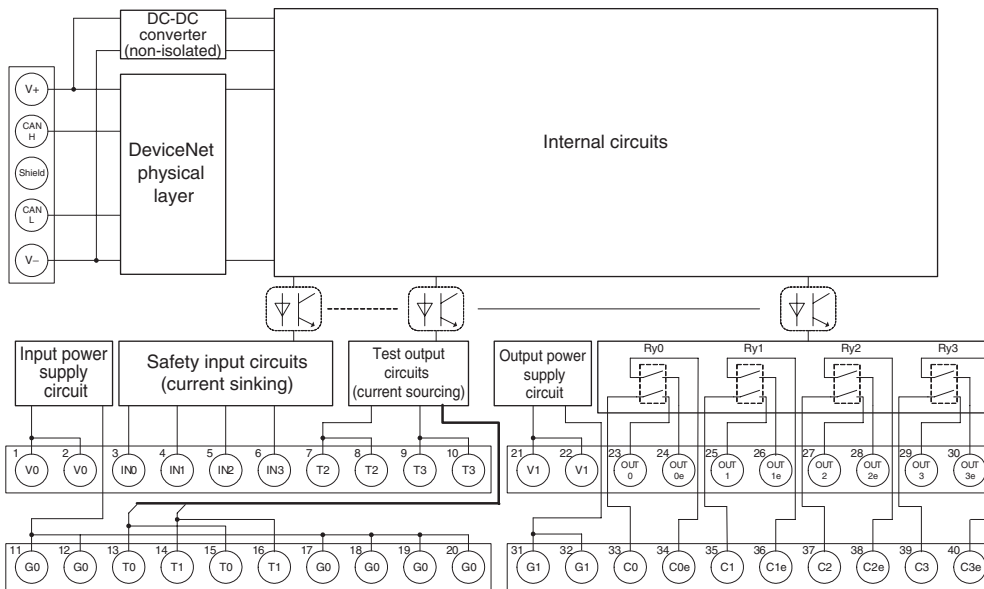 DC-DC
converter
(non-isolated)
V+
CAN
H
Shield
CAN
L
V−
DeviceNet
physical
layer
Internal circuits
Input power
supply
circuit
Safety input circuits
(current sinking)
Test output
circuits
(current sourcing)
Output power
supply
circuit
Ry0 Ry1 Ry2 Ry3
1 2 3 4 5 6 7 8 9 10
V0 V0 IN0 IN1 IN2 IN3 T2 T2 T3 T3
21 22 23 24 25 26 27 28 29 30
V1 V1 OUT 0 OUT 0e OUT 1 OUT 1e OUT 2 OUT 2e OUT 3 OUT 3e
11 12 13 14 15 16 17 18 19 20
G0 G0 T0 T1 T0 T1 G0 G0 G0 G0
31 32 33 34 35 36 37 38 39 40
G1 G1 C0 C0e C1 C1e C2 C2e C3 C3e